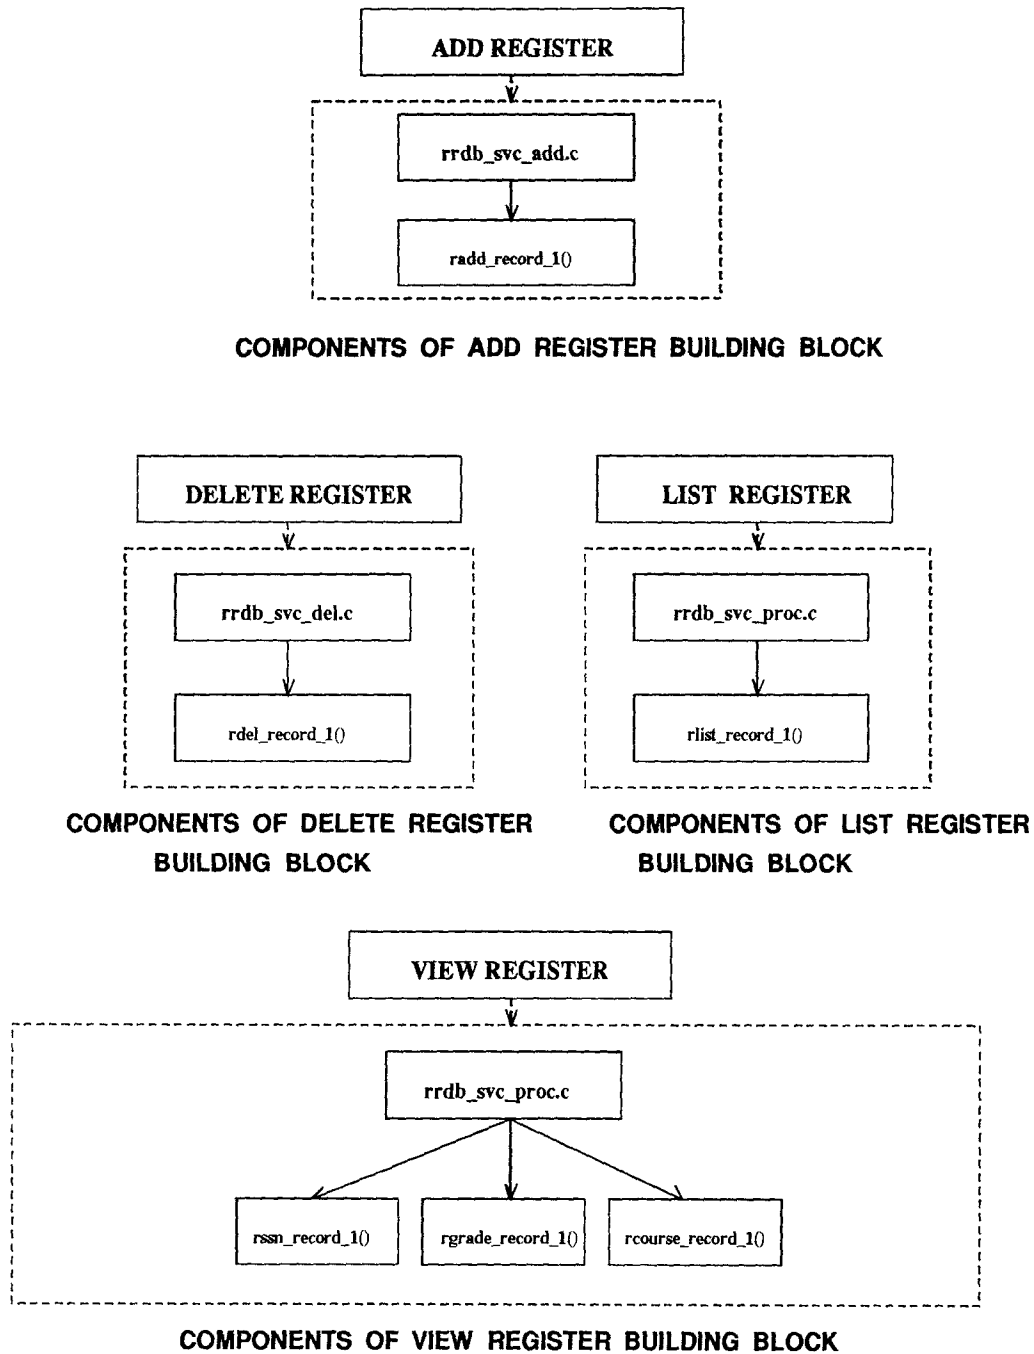 ADD REGISTER
rrdb_svc_add.c
radd_record_1()
COMPONENTS OF ADD REGISTER BUILDING BLOCK
DELETE REGISTER
rrdb_svc_del.c
rdel_record_1()
COMPONENTS OF DELETE REGISTER
BUILDING BLOCK
LIST REGISTER
rrdb_svc_proc.c
rlist_record_1()
COMPONENTS OF LIST REGISTER
BUILDING BLOCK
VIEW REGISTER
rrdb_svc_proc.c
rssn_record_1()
rgrade_record_1()
rcourse_record_1()
COMPONENTS OF VIEW REGISTER BUILDING BLOCK